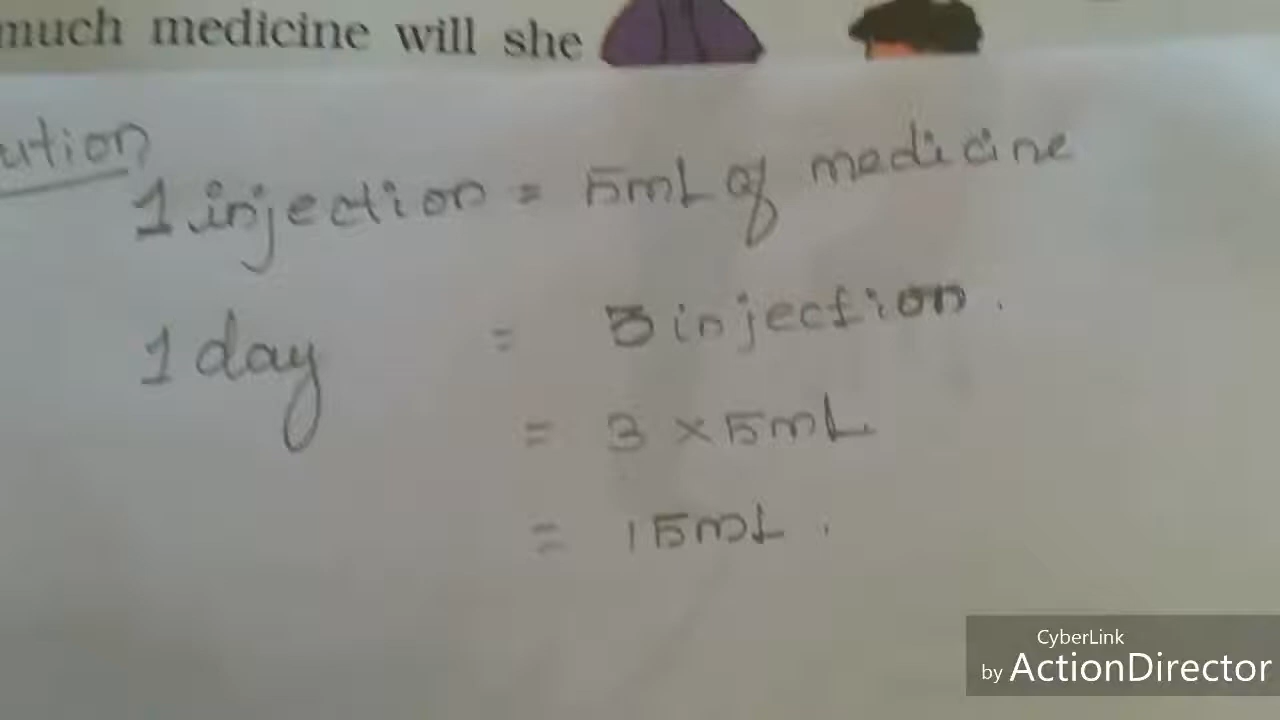 much medicine will she
ution
1 injection = 5mL of medicine
1 day = 3 injection.
= 3 × 5mL
= 15mL.
CyberLink
by ActionDirector